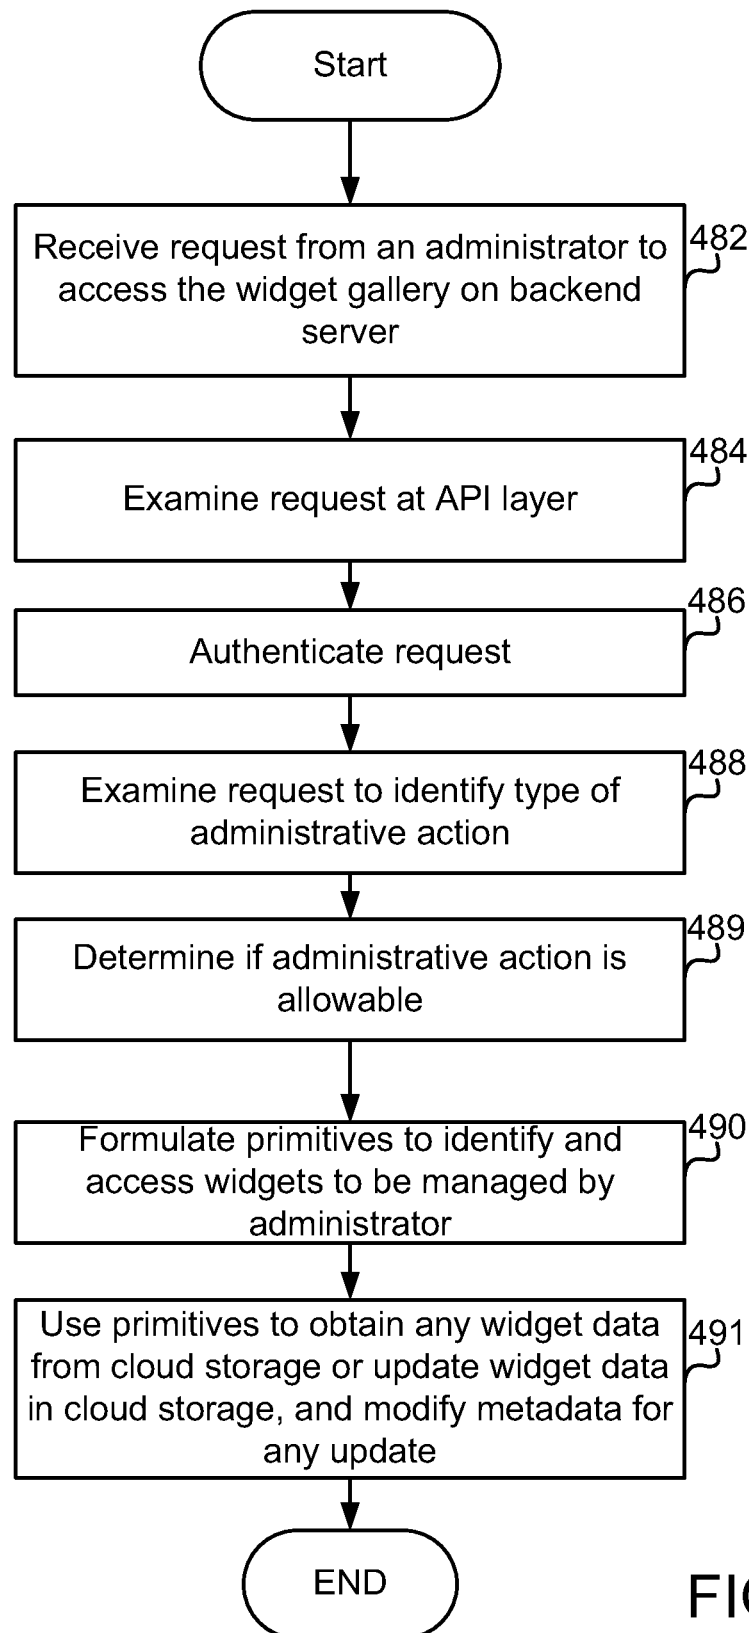 Start
Receive request from an administrator to
access the widget gallery on backend
server
482
Examine request at API layer
484
Authenticate request
486
Examine request to identify type of
administrative action
488
Determine if administrative action is
allowable
489
Formulate primitives to identify and
access widgets to be managed by
administrator
490
Use primitives to obtain any widget data
from cloud storage or update widget data
in cloud storage, and modify metadata for
any update
491
END